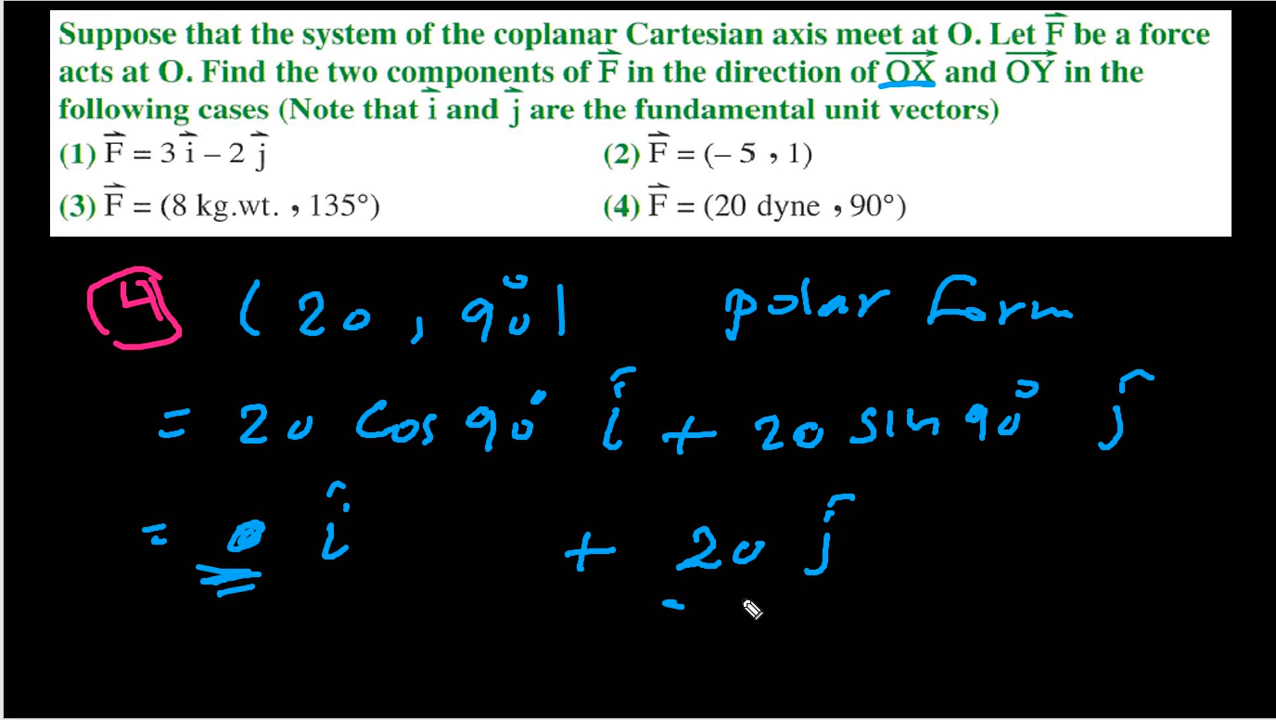 Suppose that the system of the coplanar Cartesian axis meet at O. Let F⃗ be a force
acts at O. Find the two components of F⃗ in the direction of OX⃗ and OY⃗ in the
following cases (Note that i⃗ and j⃗ are the fundamental unit vectors)
(1) F⃗ = 3 i⃗ – 2 j⃗ (2) F⃗ = (– 5 , 1)
(3) F⃗ = (8 kg.wt. , 135°) (4) F⃗ = (20 dyne , 90°)
4 (20 , 90°) polar form
= 20 cos 90° i + 20 sin 90° j
= 0 i + 20 j